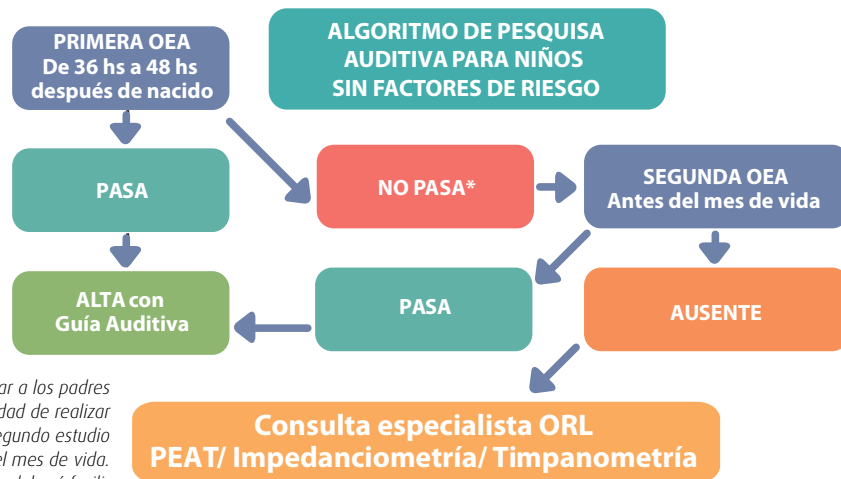 PRIMERA OEA
De 36 hs a 48 hs
después de nacido
ALGORITMO DE PESQUISA
AUDITIVA PARA NIÑOS
SIN FACTORES DE RIESGO
PASA
NO PASA*
SEGUNDA OEA
Antes del mes de vida
ALTA con
Guía Auditiva
PASA
AUSENTE
ar a los padres
dad de realizar
egundo estudio
el mes de vida.
Consulta especialista ORL
PEAT/ Impedanciometría/ Timpanometría